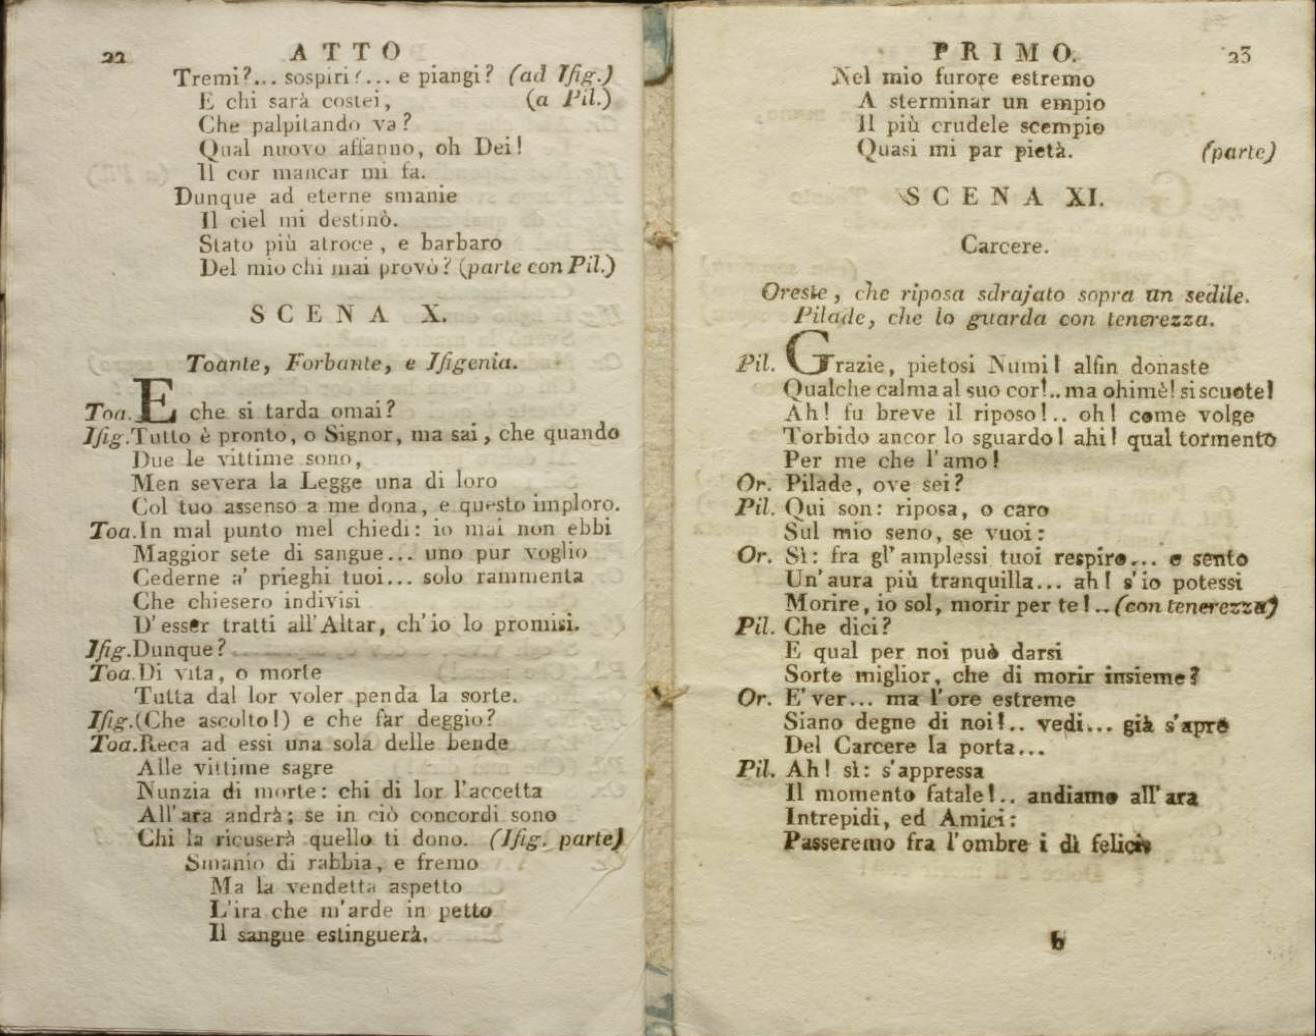 22 ATTO
Tremi?... sospiri?... e piangi? (ad Ifig.)
E chi sarà costei, (a Pil.)
Che palpitando va?
Qual nuovo affanno, oh Dei!
Il cor mancar mi fa.
Dunque ad eterne smanie
Il ciel mi destinò.
Stato più atroce, e barbaro
Del mio chi mai provò? (parte con Pil.)
SCENA X.
Toante, Forbante, e Ifigenia.
Toa. E che si tarda omai?
Ifig. Tutto è pronto, o Signor, ma sai, che quando
Due le vittime sono,
Men severa la Legge una di loro
Col tuo assenso a me dona, e questo imploro.
Toa. In mal punto mel chiedi: io mai non ebbi
Maggior sete di sangue... uno pur voglio
Cederne a' prieghi tuoi... solo rammenta
Che chiesero indivisi
D'esser tratti all'Altar, ch'io lo promisi.
Ifig. Dunque?
Toa. Di vita, o morte
Tutta dal lor voler penda la sorte.
Ifig. (Che ascolto!) e che far deggio?
Toa. Reca ad essi una sola delle bende
Alle vittime sagre
Nunzia di morte: chi di lor l'accetta
All'ara andrà; se in ciò concordi sono
Chi la ricuserà quello ti dono. (Ifig. parte)
Smanio di rabbia, e fremo
Ma la vendetta aspetto
L'ira che m'arde in petto
Il sangue estinguerà.
PRIMO. 23
Nel mio furore estremo
A sterminar un empio
Il più crudele scempio
Quasi mi par pietà. (parte)
SCENA XI.
Carcere.
Oreste, che riposa sdrajato sopra un sedile.
Pilade, che lo guarda con tenerezza.
Pil. Grazie, pietosi Numi! alfin donaste
Qualche calma al suo cor!.. ma ohimè! si scuote!
Ah! fu breve il riposo!.. oh! come volge
Torbido ancor lo sguardo! ahi! qual tormento
Per me che l'amo!
Or. Pilade, ove sei?
Pil. Qui son: riposa, o caro
Sul mio seno, se vuoi:
Or. Sì: fra gl'amplessi tuoi respiro... e sento
Un'aura più tranquilla... ah! s'io potessi
Morire, io sol, morir per te!.. (con tenerezza)
Pil. Che dici?
E qual per noi può darsi
Sorte miglior, che di morir insieme?
Or. E' ver... ma l'ore estreme
Siano degne di noi!.. vedi... già s'apre
Del Carcere la porta...
Pil. Ah! sì: s'appressa
Il momento fatale!.. andiamo all'ara
Intrepidi, ed Amici:
Passeremo fra l'ombre i dì felici
b